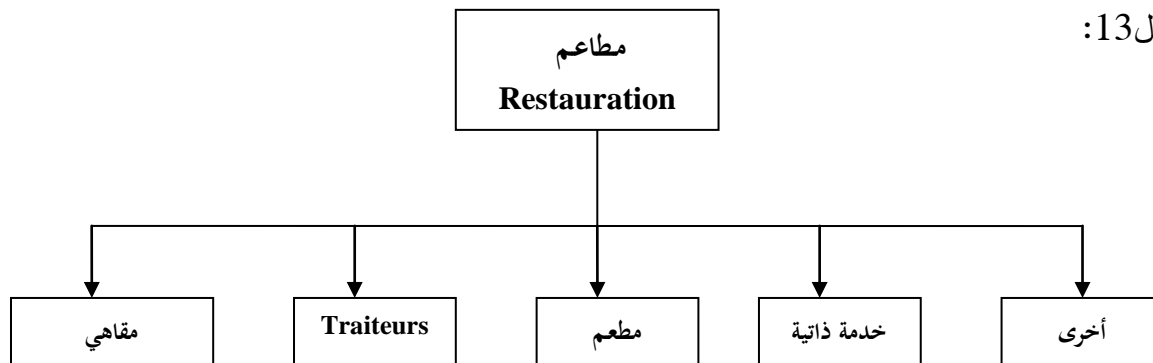 ل13:
مطاعم
Restauration
أخرى
خدمة ذاتية
مطعم
Traiteurs
مقاهي